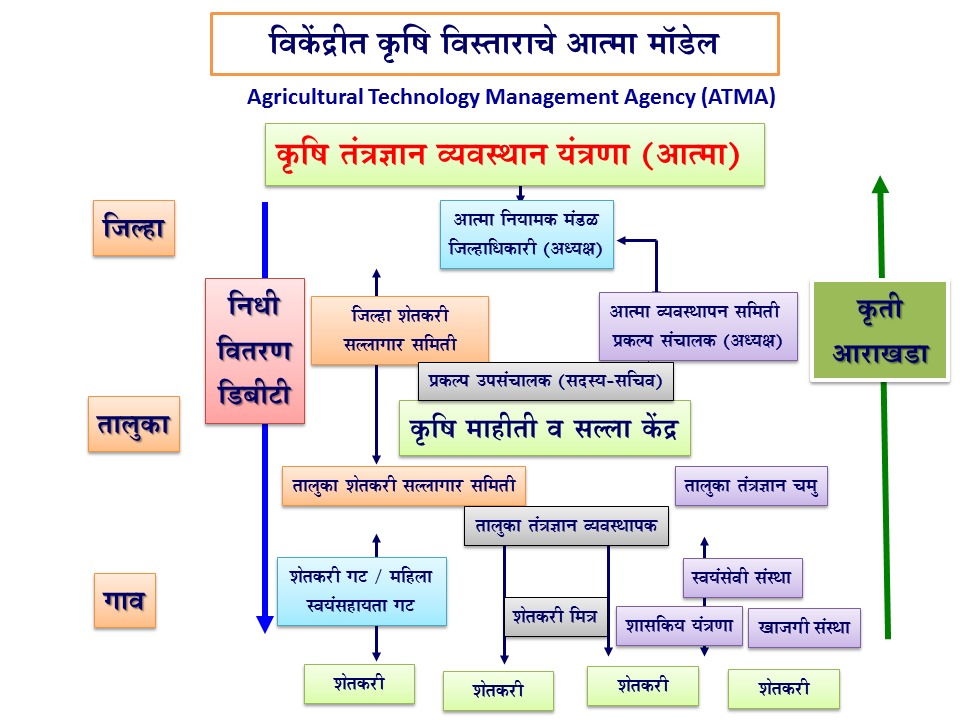 विकेंद्रीत कृषि विस्ताराचे आत्मा मॉडेल
Agricultural Technology Management Agency (ATMA)
कृषि तंत्रज्ञान व्यवस्थान यंत्रणा (आत्मा)
जिल्हा
आत्मा नियामक मंडळ
जिल्हाधिकारी (अध्यक्ष)
निधी
वितरण
डिबीटी
जिल्हा शेतकरी
सल्लागार समिती
आत्मा व्यवस्थापन समिती
प्रकल्प संचालक (अध्यक्ष)
कृती
आराखडा
प्रकल्प उपसंचालक (सदस्य-सचिव)
तालुका
कृषि माहीती व सल्ला केंद्र
तालुका शेतकरी सल्लागार समिती
तालुका तंत्रज्ञान चमु
तालुका तंत्रज्ञान व्यवस्थापक
गाव
शेतकरी गट / महिला
स्वयंसहायता गट
स्वयंसेवी संस्था
शेतकरी मित्र
शासकिय यंत्रणा
खाजगी संस्था
शेतकरी
शेतकरी
शेतकरी
शेतकरी